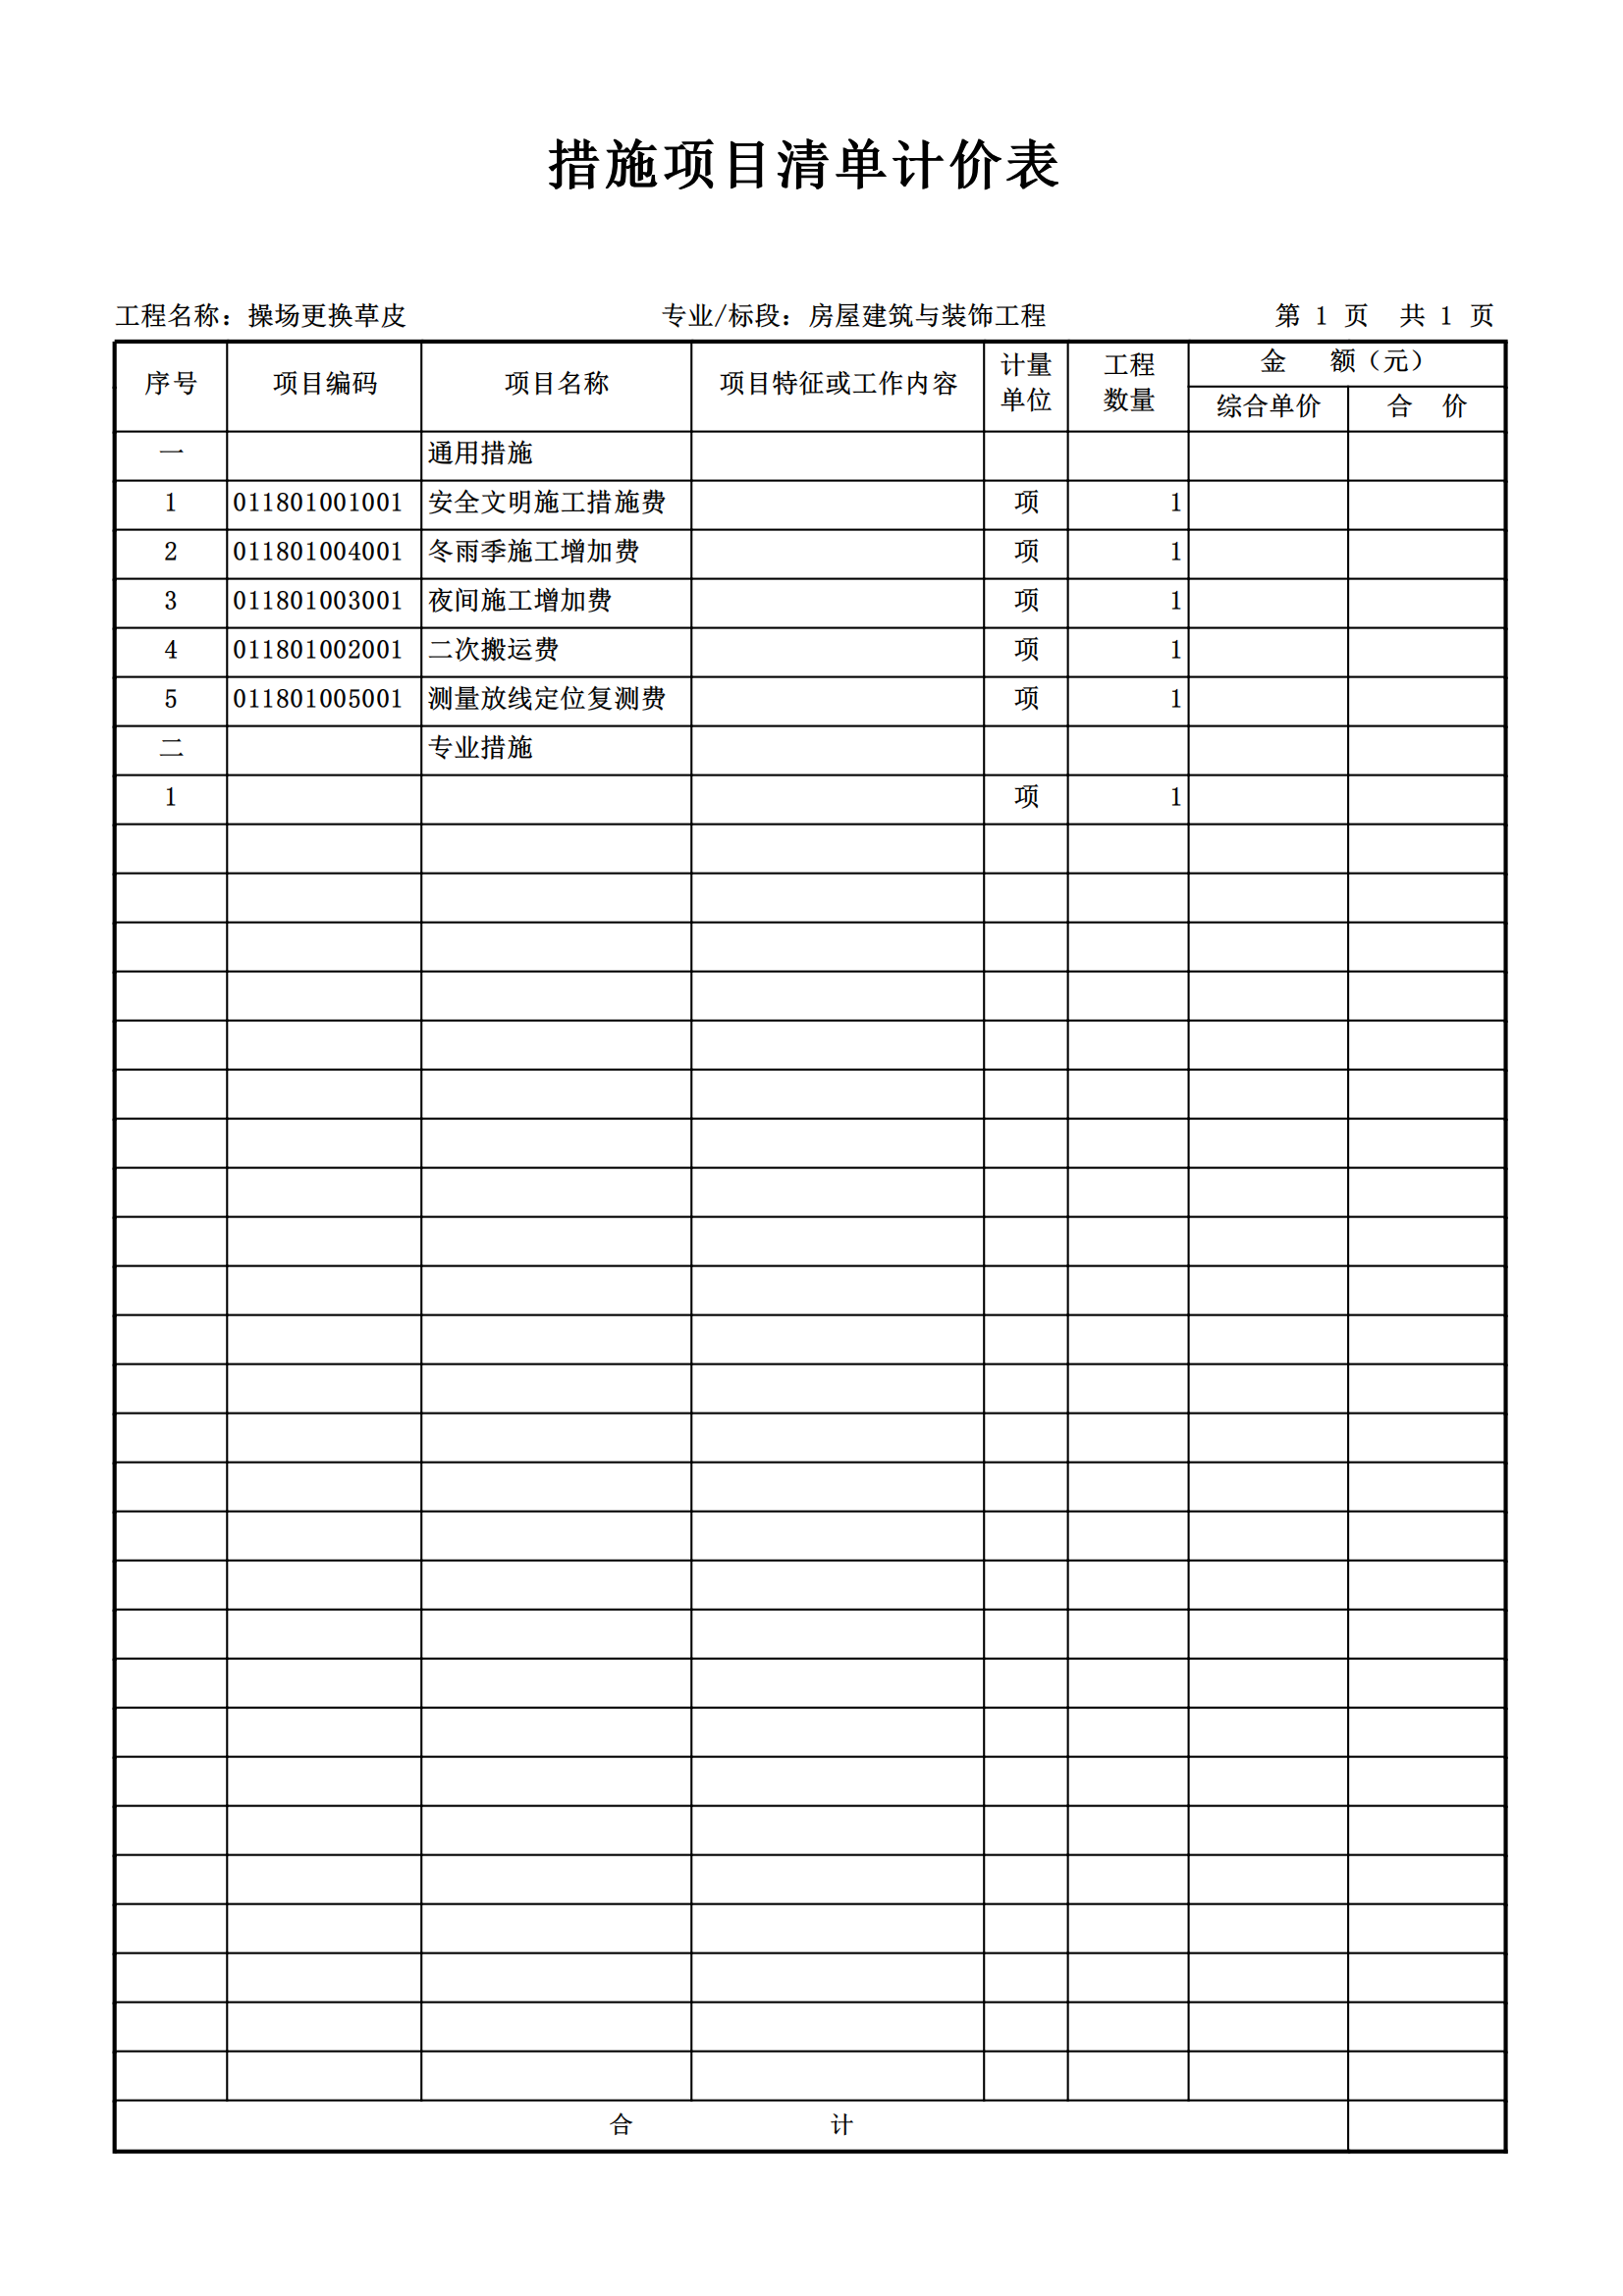 措施项目清单计价表
工程名称：操场更换草皮 专业/标段：房屋建筑与装饰工程 第 1 页 共 1 页
序号 项目编码 项目名称 项目特征或工作内容 计量单位 工程数量 金 额（元）
综合单价 合 价
一 通用措施
1 011801001001 安全文明施工措施费 项 1
2 011801004001 冬雨季施工增加费 项 1
3 011801003001 夜间施工增加费 项 1
4 011801002001 二次搬运费 项 1
5 011801005001 测量放线定位复测费 项 1
二 专业措施
1 项 1
合 计